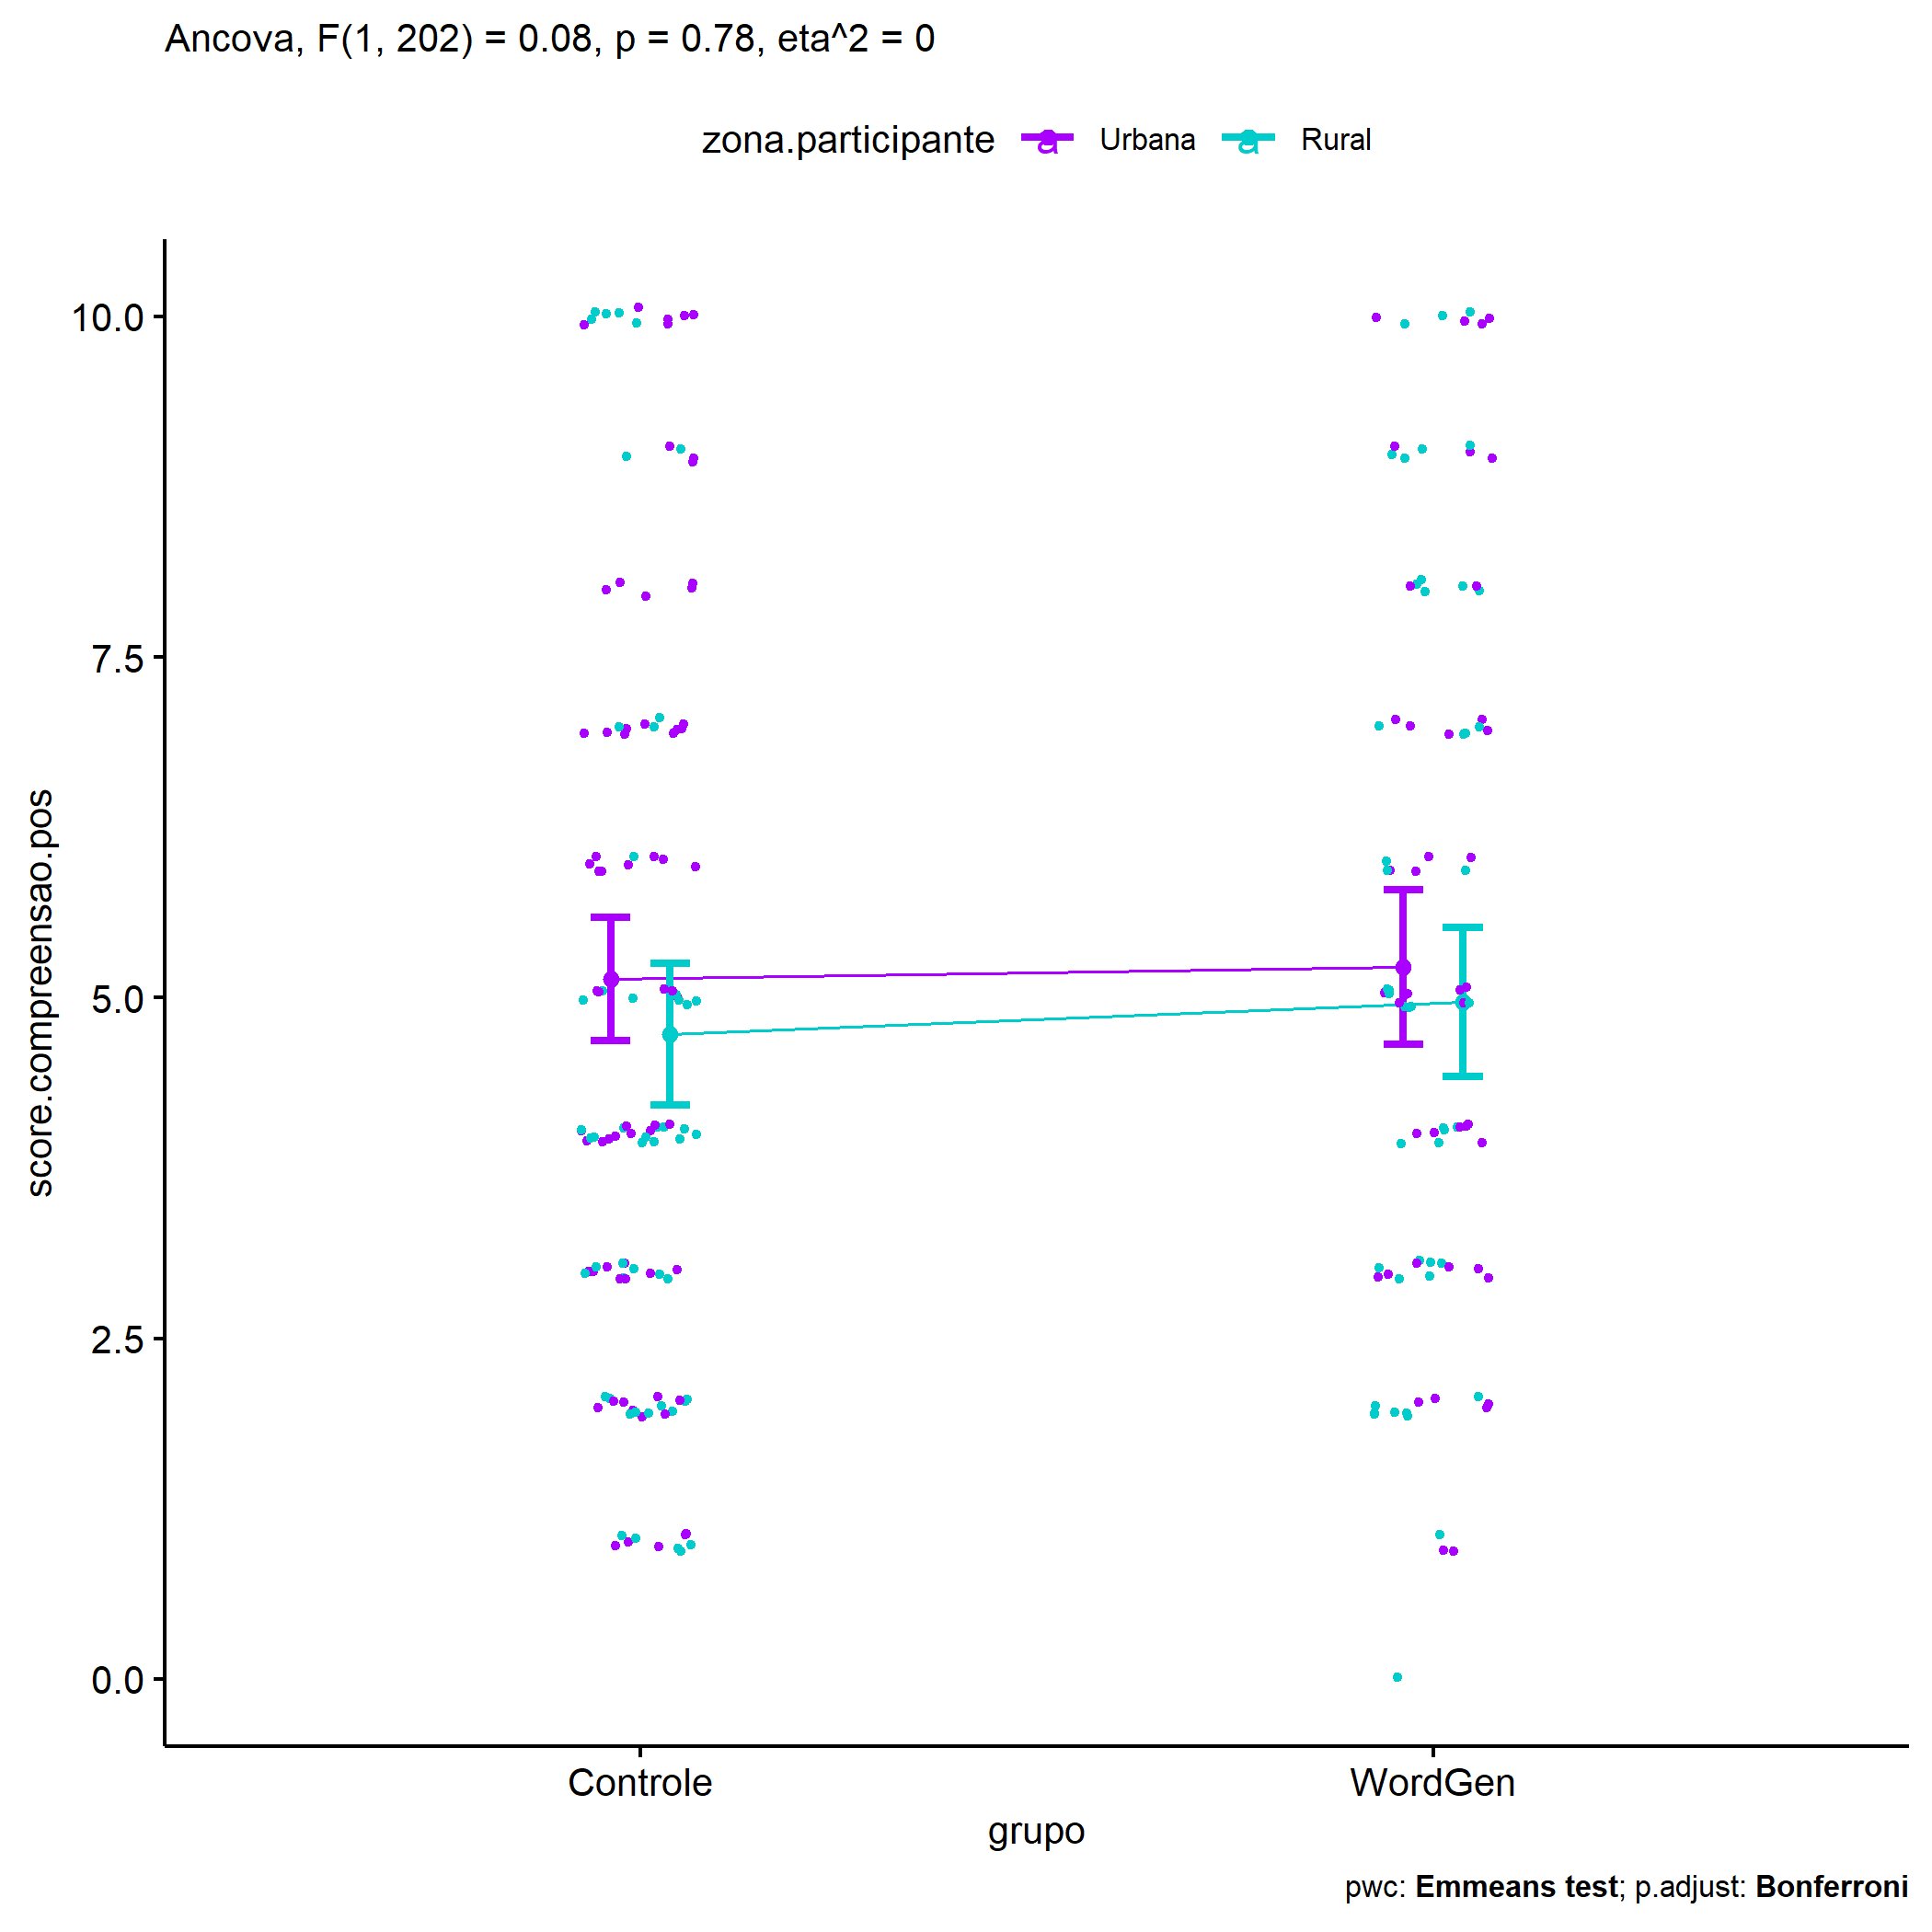 Ancova, F(1, 202) = 0.08, p = 0.78, eta^2 = 0
zona.participante a Urbana a Rural
10.0
7.5
5.0
2.5
0.0
score.compreensao.pos
Controle WordGen
grupo
pwc: Emmeans test; p.adjust: Bonferroni